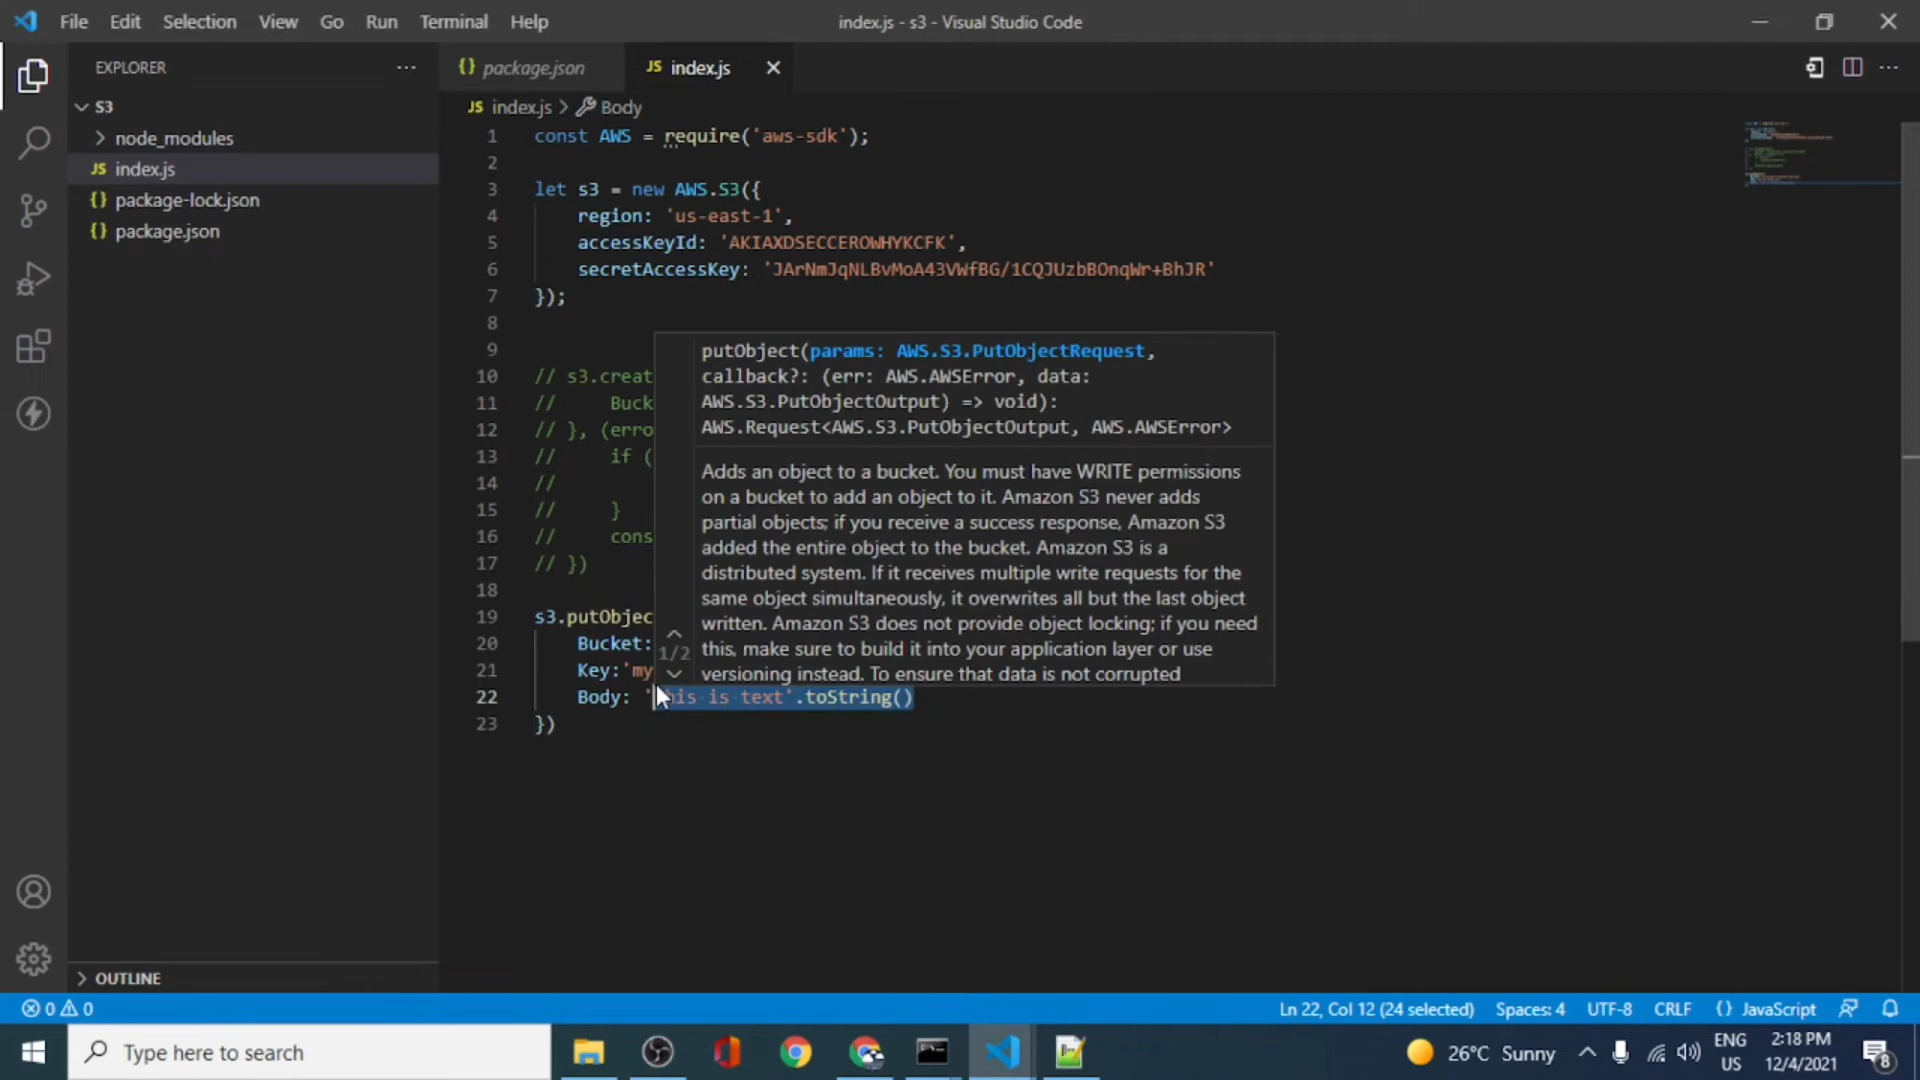 File Edit Selection View Go Run Terminal Help
index.js - s3 - Visual Studio Code
EXPLORER
S3
node_modules
JS index.js
{} package-lock.json
{} package.json
OUTLINE
{} package.json
JS index.js
JS index.js > Body
1 const AWS = require('aws-sdk');
2
3 let s3 = new AWS.S3({
4 region: 'us-east-1',
5 accessKeyId: 'AKIAXDSECCEROWHYKCFK',
6 secretAccessKey: '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'
7 });
8
9
10 // s3.creat
11 // Buck
12 // }, (erro
13 // if (
14 //
15 // }
16 // cons
17 // })
18
19 s3.putObjec
20 Bucket:
21 Key:'my
22 Body: 'This is text'.toString()
23 })
putObject(params: AWS.S3.PutObjectRequest,
callback?: (err: AWS.AWSError, data:
AWS.S3.PutObjectOutput) => void):
AWS.Request<AWS.S3.PutObjectOutput, AWS.AWSError>
Adds an object to a bucket. You must have WRITE permissions
on a bucket to add an object to it. Amazon S3 never adds
partial objects; if you receive a success response, Amazon S3
added the entire object to the bucket. Amazon S3 is a
distributed system. If it receives multiple write requests for the
same object simultaneously, it overwrites all but the last object
written. Amazon S3 does not provide object locking; if you need
this, make sure to build it into your application layer or use
versioning instead. To ensure that data is not corrupted
1/2
0 0
Ln 22, Col 12 (24 selected) Spaces: 4 UTF-8 CRLF {} JavaScript
Type here to search
26°C Sunny
ENG
US
2:18 PM
12/4/2021
8